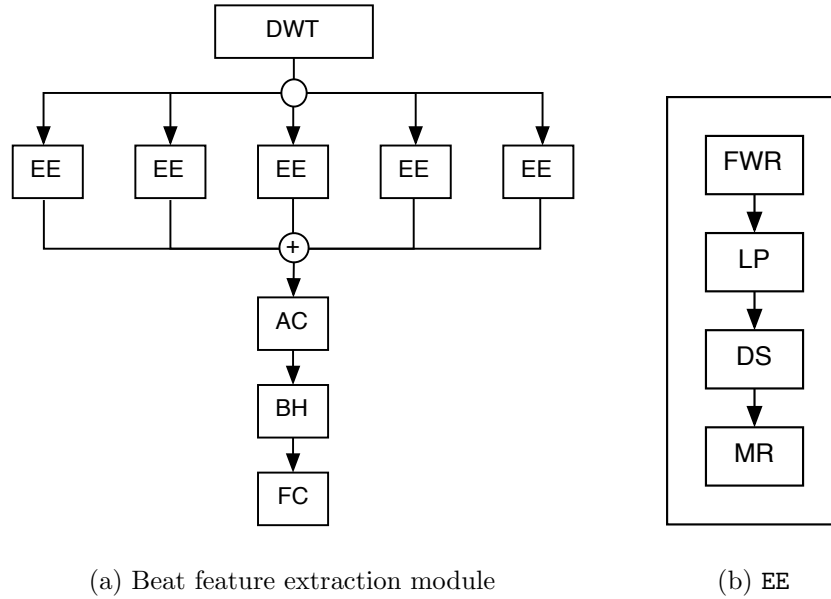 DWT
EE EE EE EE EE
+
AC
BH
FC
(a) Beat feature extraction module
FWR
LP
DS
MR
(b) EE